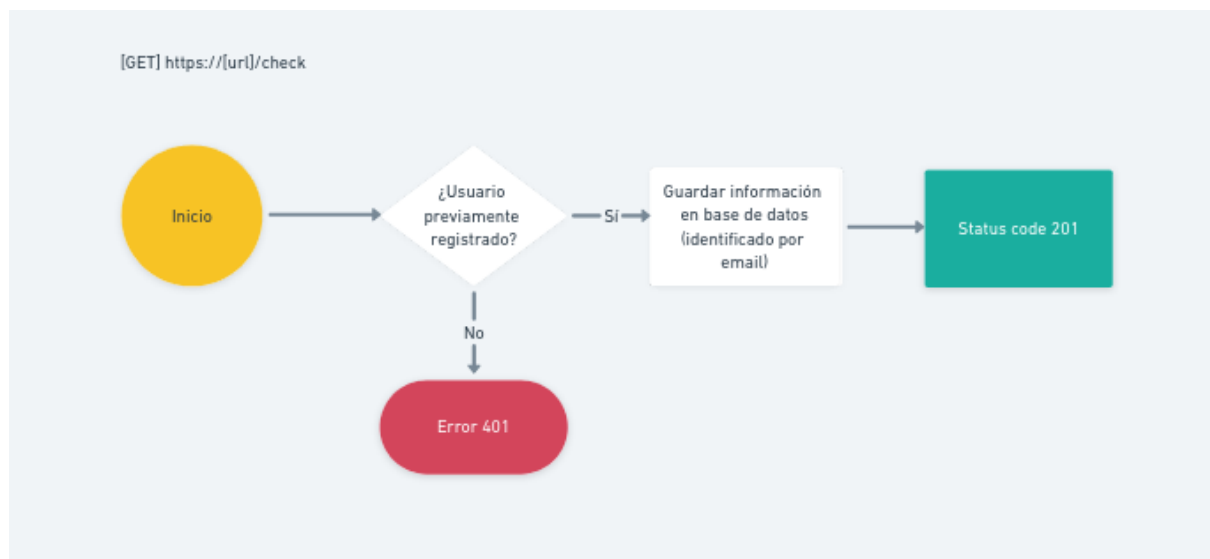 [GET] https://[url]/check
Inicio
¿Usuario
previamente
registrado?
Sí
Guardar información
en base de datos
(identificado por
email)
Status code 201
No
Error 401